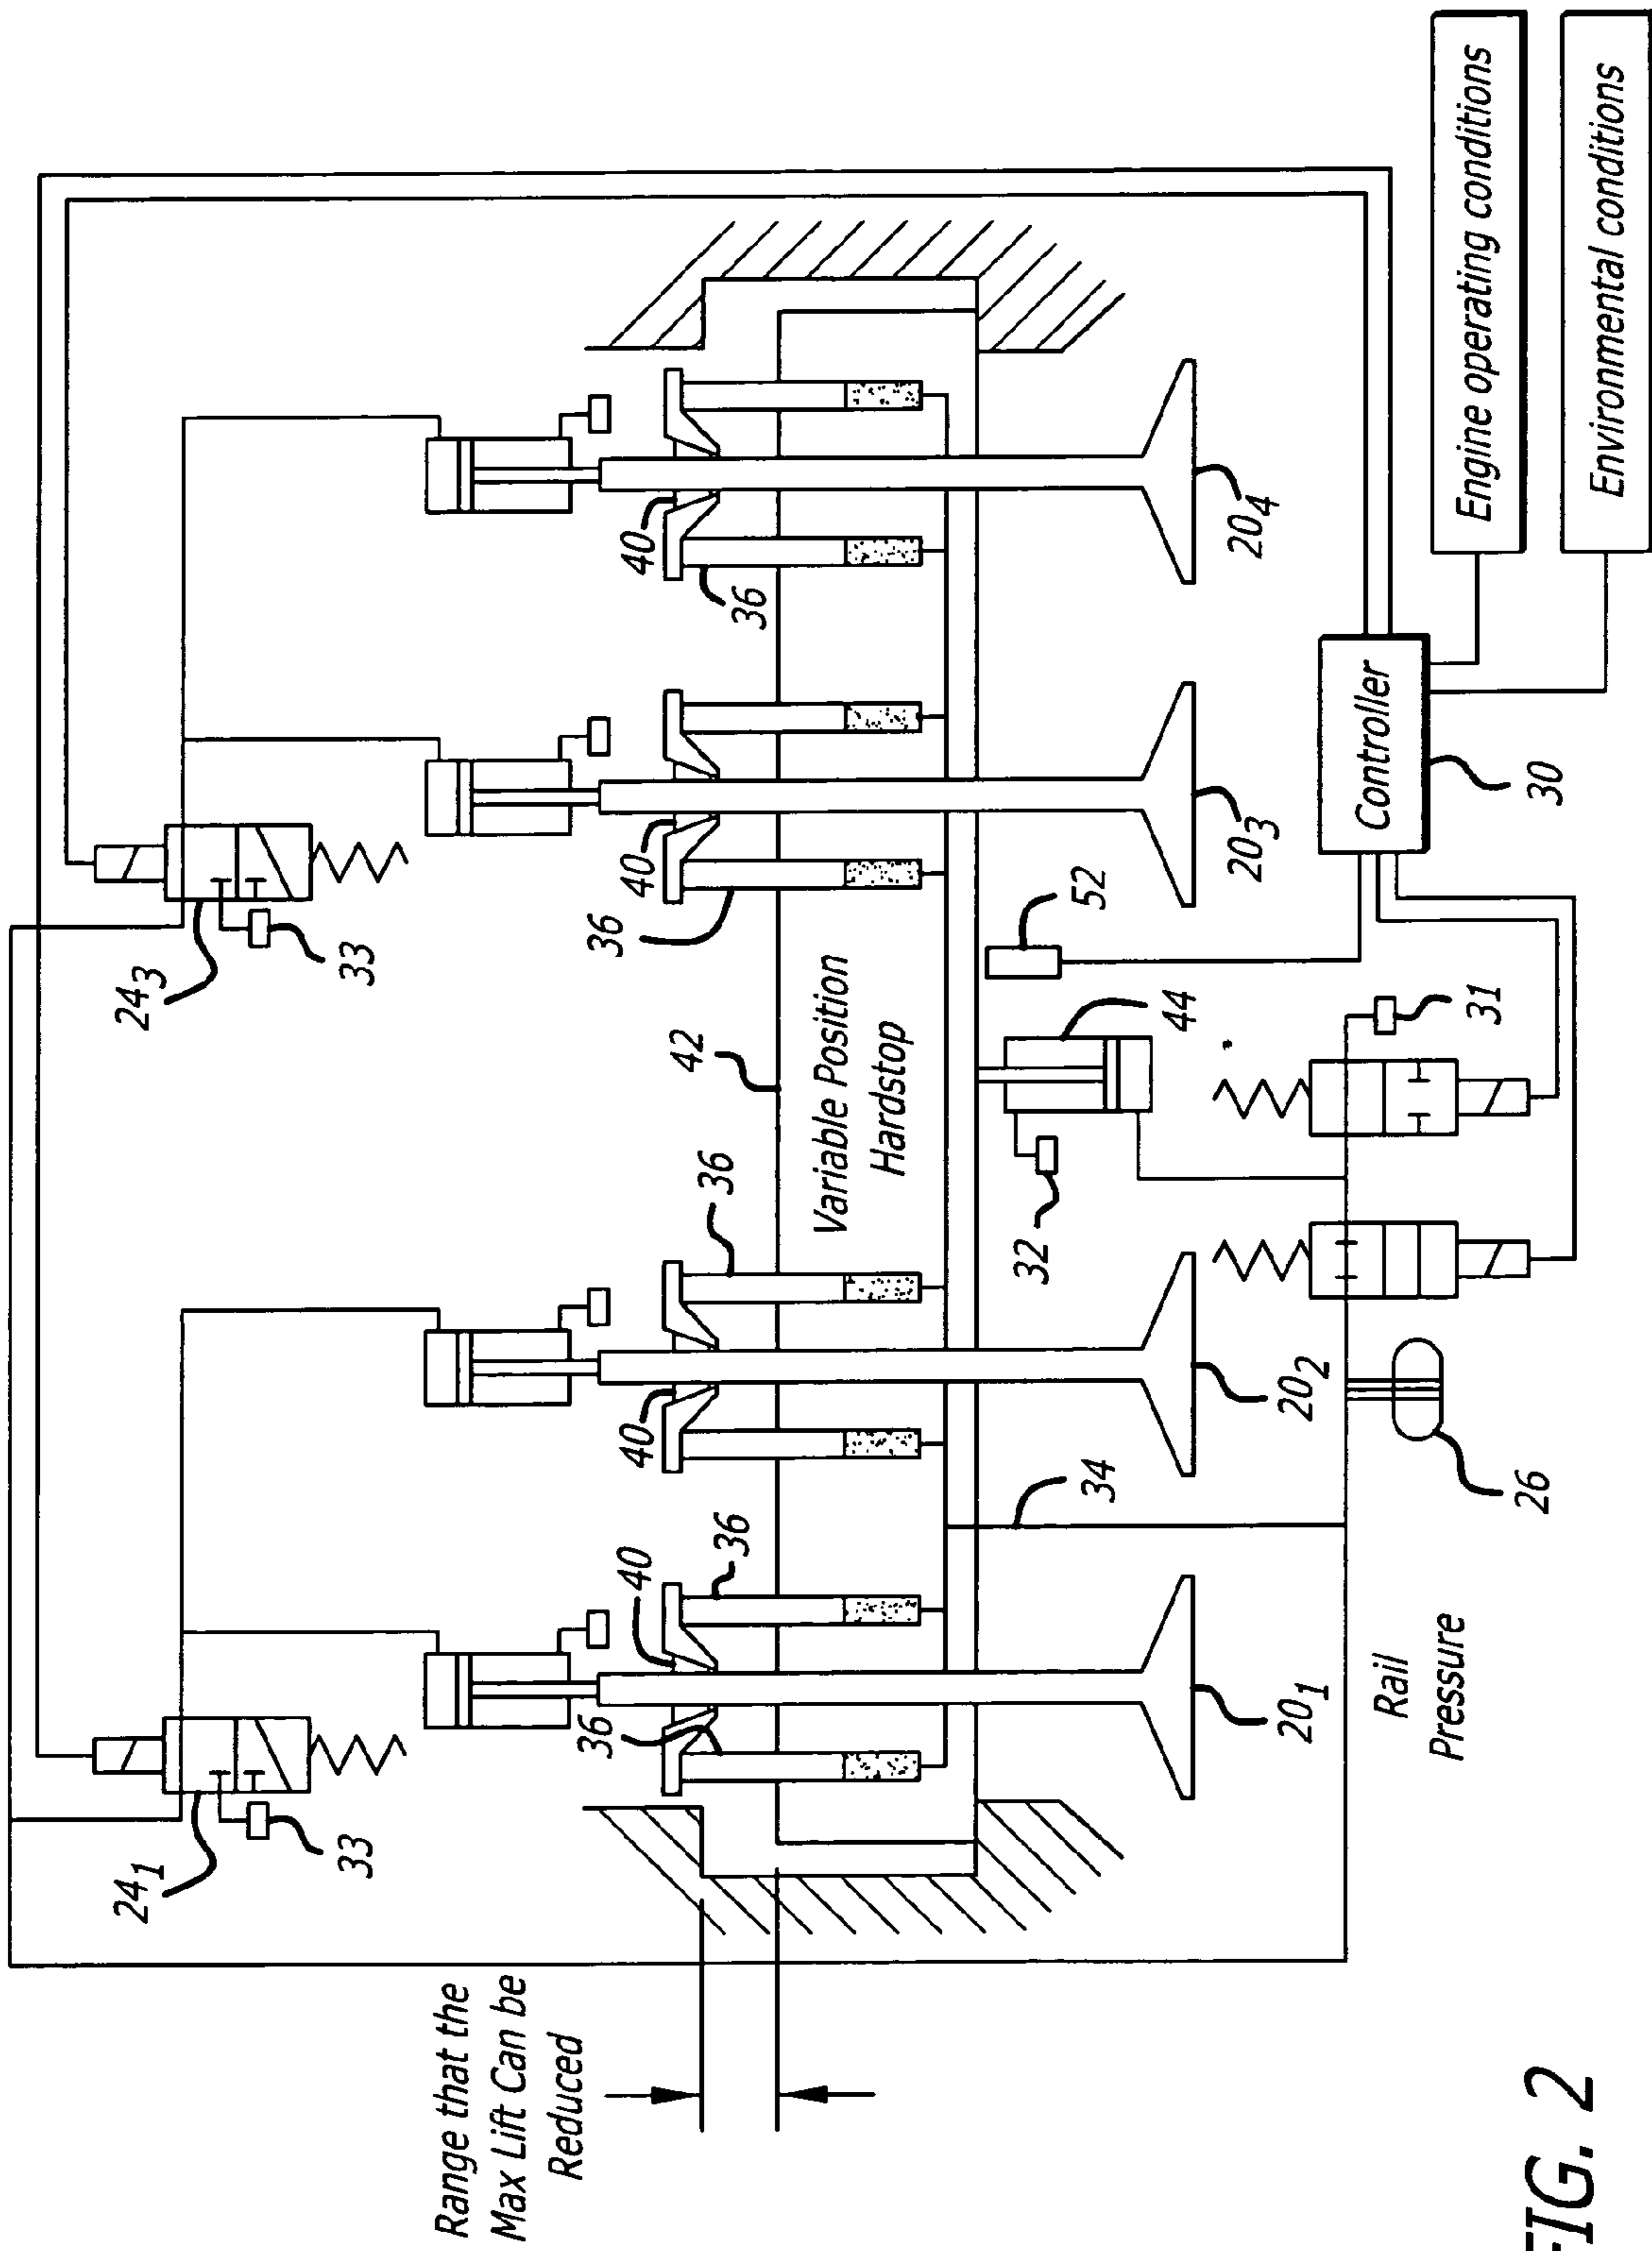 24₁
33
24₃
33
Range that the
Max Lift Can be
Reduced
36
40
36
40
36
36
40
36
40
42
Variable Position
Hardstop
34
32
44
52
20₁
20₂
20₃
20₄
Rail
Pressure
26
31
Controller
30
Engine operating conditions
Environmental conditions
FIG. 2